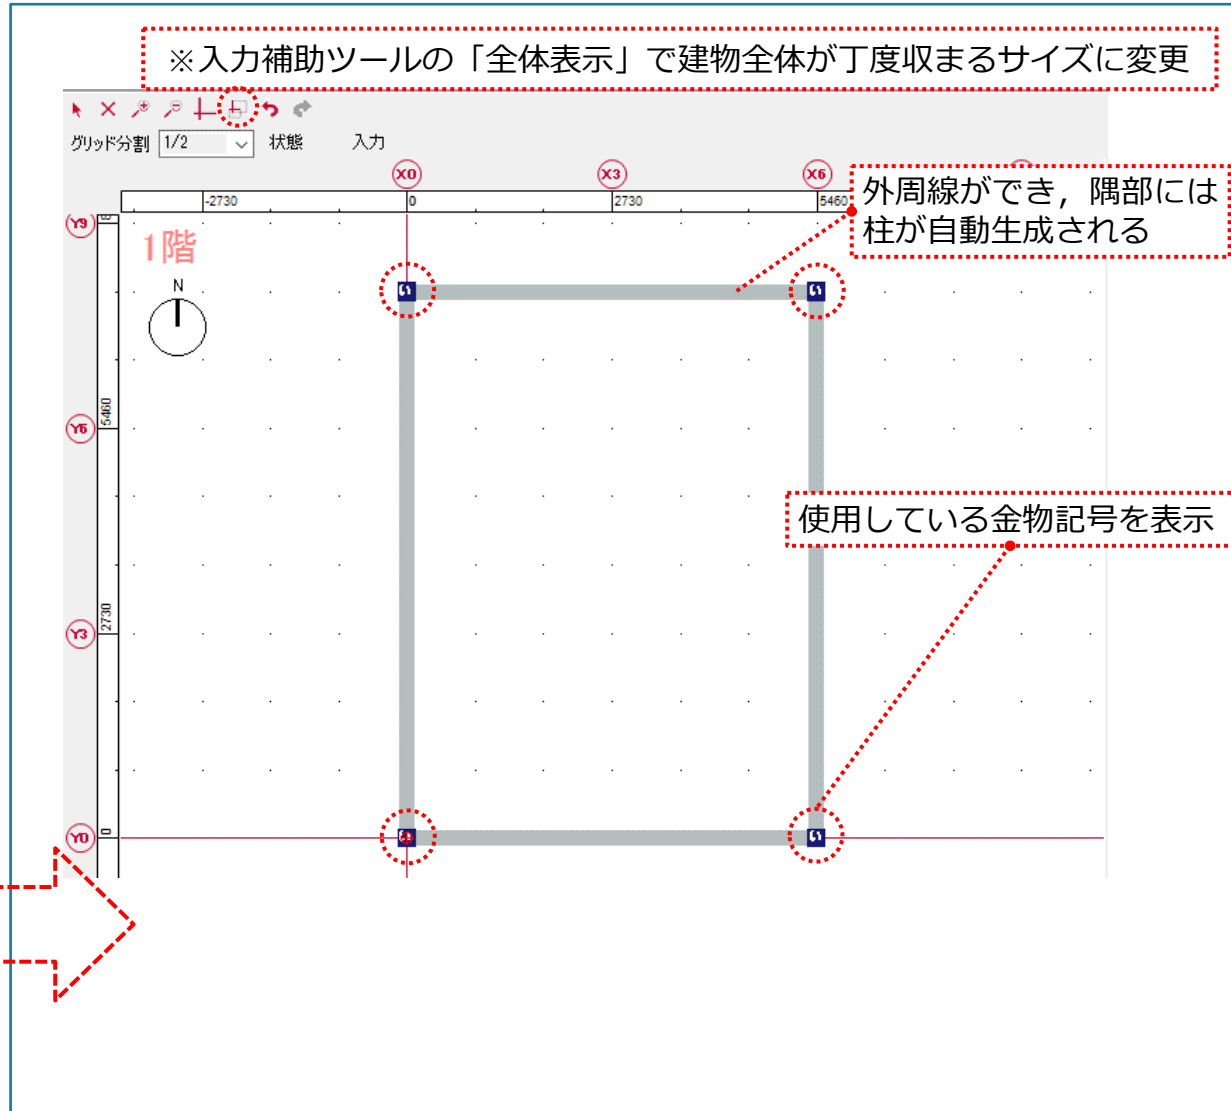 ※入力補助ツールの「全体表示」で建物全体が丁度収まるサイズに変更
グリッド分割 1/2 状態 入力
X0 X3 X6
-2730 0 2730 5460
外周線ができ，隅部には
柱が自動生成される
Y9
1階
N
Y6 5460
使用している金物記号を表示
Y3 2730
Y0 0